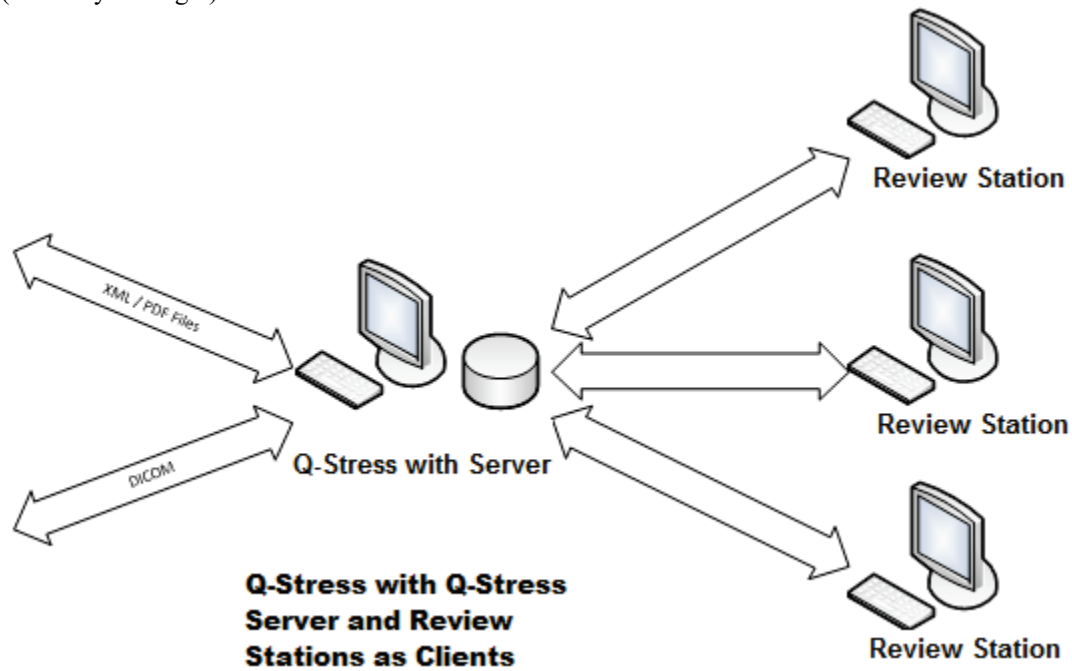 Review Station
XML / PDF Files
Review Station
DICOM
Q-Stress with Server
Q-Stress with Q-Stress
Server and Review
Stations as Clients
Review Station